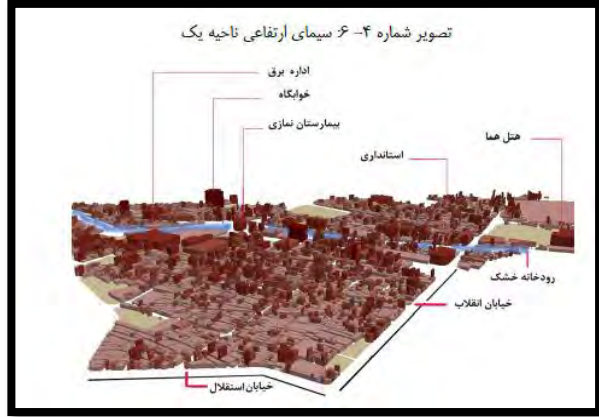 تصویر شماره ۴- ۶: سیمای ارتفاعی ناحیه یک
اداره برق
خوابگاه
بیمارستان نمازی
هتل هما
استانداری
رودخانه خشک
خیابان انقلاب
خیابان استقلال